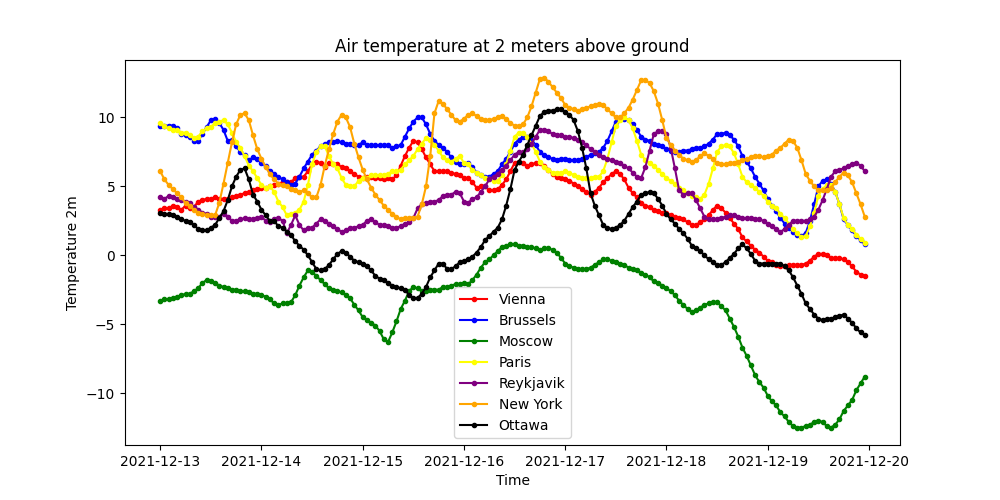 Air temperature at 2 meters above ground
Temperature 2m
10
5
0
−5
−10
Vienna
Brussels
Moscow
Paris
Reykjavik
New York
Ottawa
2021-12-13 2021-12-14 2021-12-15 2021-12-16 2021-12-17 2021-12-18 2021-12-19 2021-12-20
Time